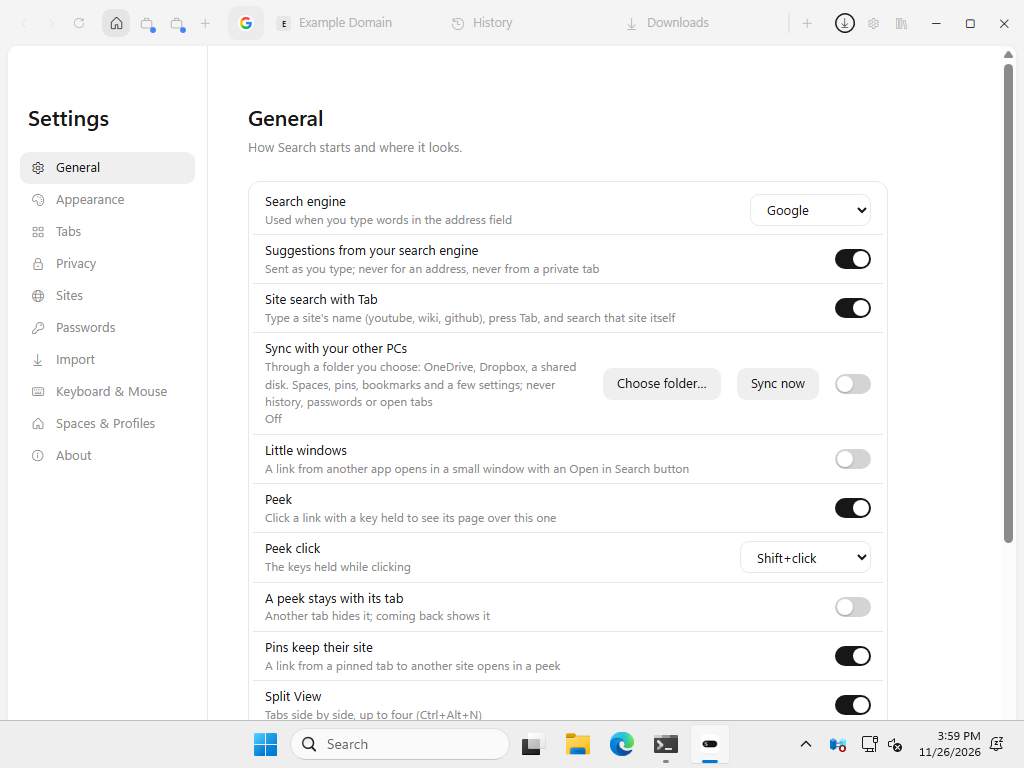 E Example Domain
History
Downloads
Settings
General
Appearance
Tabs
Privacy
Sites
Passwords
Import
Keyboard & Mouse
Spaces & Profiles
About
General
How Search starts and where it looks.
Search engine
Used when you type words in the address field
Google
Suggestions from your search engine
Sent as you type; never for an address, never from a private tab
Site search with Tab
Type a site's name (youtube, wiki, github), press Tab, and search that site itself
Sync with your other PCs
Through a folder you choose: OneDrive, Dropbox, a shared
disk. Spaces, pins, bookmarks and a few settings; never
history, passwords or open tabs
Off
Choose folder...
Sync now
Little windows
A link from another app opens in a small window with an Open in Search button
Peek
Click a link with a key held to see its page over this one
Peek click
The keys held while clicking
Shift+click
A peek stays with its tab
Another tab hides it; coming back shows it
Pins keep their site
A link from a pinned tab to another site opens in a peek
Split View
Tabs side by side, up to four (Ctrl+Alt+N)
Search
3:59 PM
11/26/2026